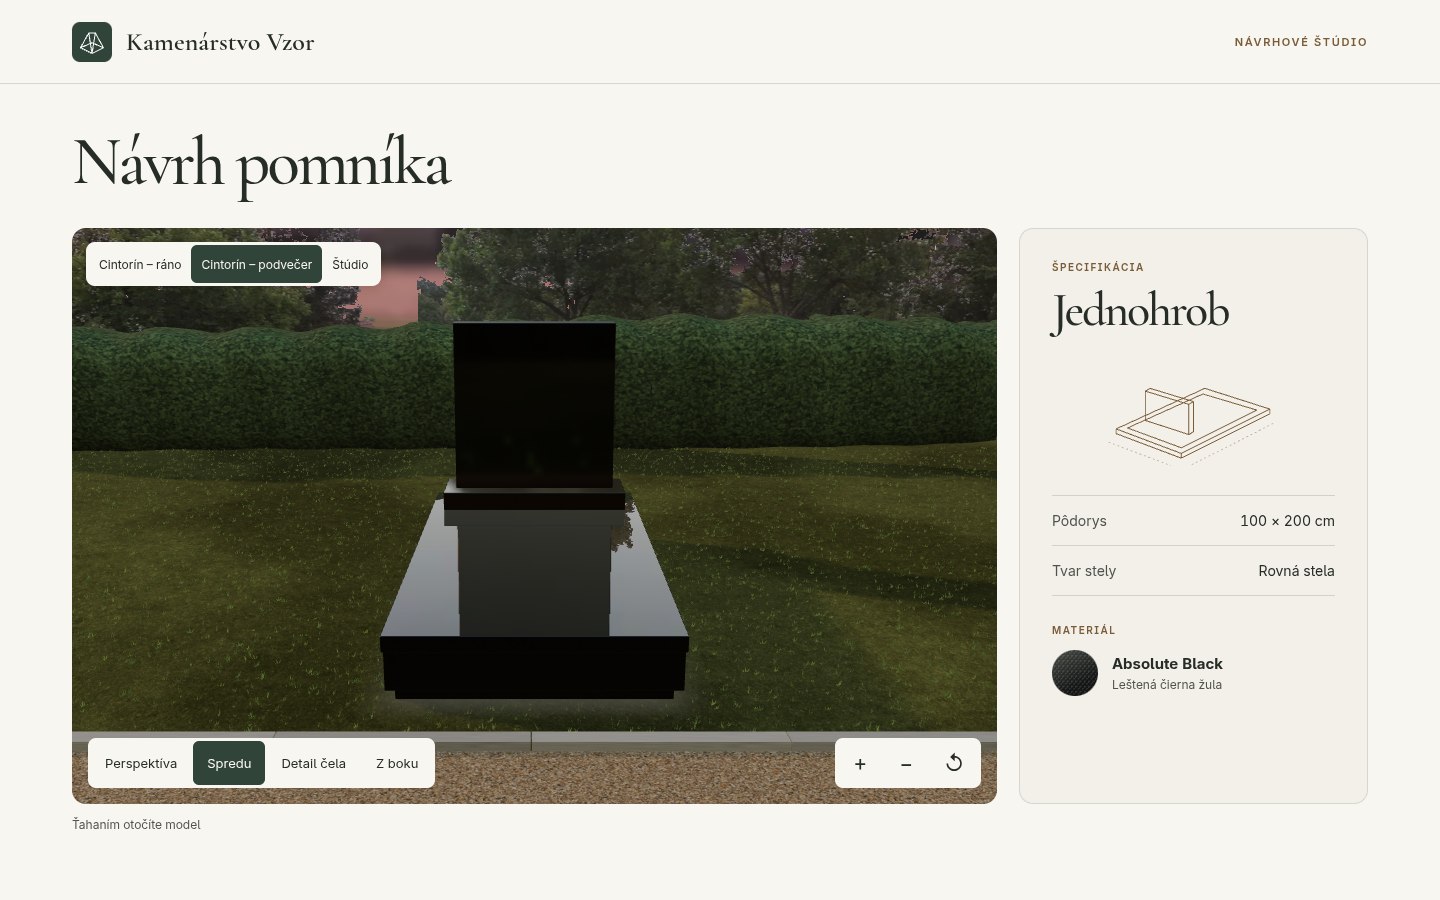 Kamenárstvo Vzor
NÁVRHOVÉ ŠTÚDIO
Návrh pomníka
Cintorín – ráno
Cintorín – podvečer
Štúdio
Perspektíva
Spredu
Detail čela
Z boku
+
−
Ťahaním otočíte model
ŠPECIFIKÁCIA
Jednohrob
Pôdorys
100 × 200 cm
Tvar stely
Rovná stela
MATERIÁL
Absolute Black
Leštená čierna žula